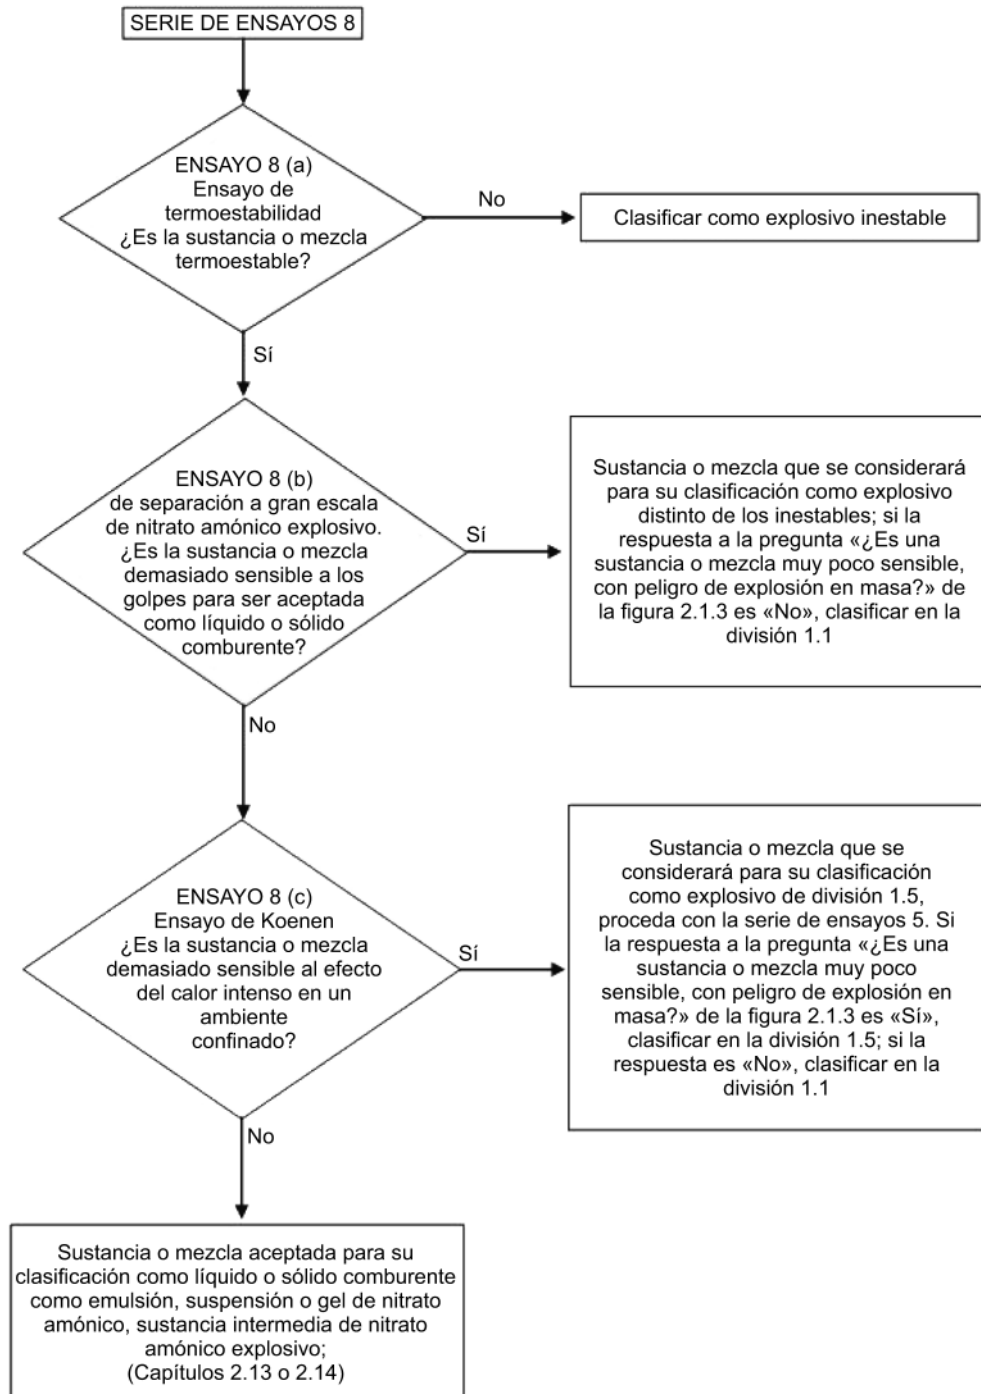 SERIE DE ENSAYOS 8
ENSAYO 8 (a)
Ensayo de
termoestabilidad
¿Es la sustancia o mezcla
termoestable?
No
Clasificar como explosivo inestable
Sí
ENSAYO 8 (b)
de separación a gran escala
de nitrato amónico explosivo.
¿Es la sustancia o mezcla
demasiado sensible a los
golpes para ser aceptada
como líquido o sólido
comburente?
Sí
Sustancia o mezcla que se considerará
para su clasificación como explosivo
distinto de los inestables; si la
respuesta a la pregunta «¿Es una
sustancia o mezcla muy poco sensible,
con peligro de explosión en masa?» de
la figura 2.1.3 es «No», clasificar en la
división 1.1
No
ENSAYO 8 (c)
Ensayo de Koenen
¿Es la sustancia o mezcla
demasiado sensible al efecto
del calor intenso en un
ambiente
confinado?
Sí
Sustancia o mezcla que se
considerará para su clasificación
como explosivo de división 1.5,
proceda con la serie de ensayos 5. Si
la respuesta a la pregunta «¿Es una
sustancia o mezcla muy poco
sensible, con peligro de explosión en
masa?» de la figura 2.1.3 es «Sí»,
clasificar en la división 1.5; si la
respuesta es «No», clasificar en la
división 1.1
No
Sustancia o mezcla aceptada para su
clasificación como líquido o sólido comburente
como emulsión, suspensión o gel de nitrato
amónico, sustancia intermedia de nitrato
amónico explosivo;
(Capítulos 2.13 o 2.14)